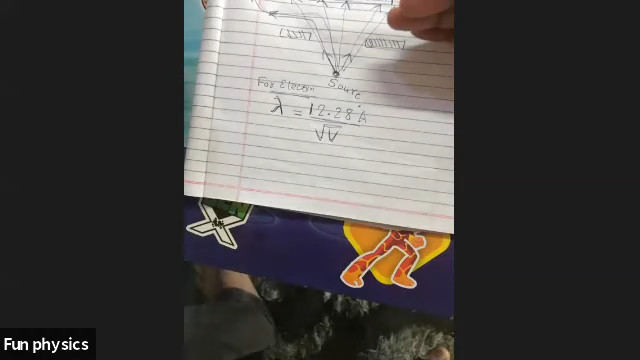 Source
For Electron
λ = 12.28 Å
√V
Fun physics